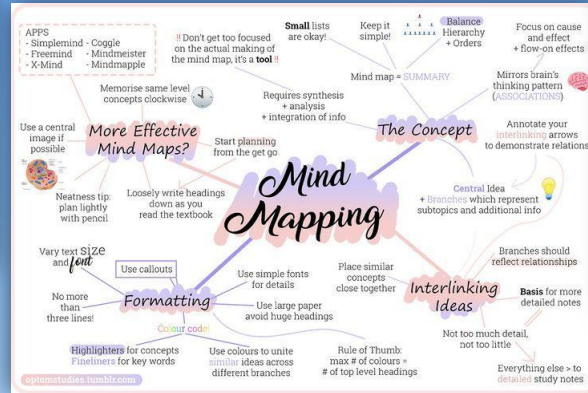 APPS
- Simplemind - Coggle
- Freemind - Mindmeister
- X-Mind - Mindmapple
!! Don't get too focused
on the actual making of
the mind map, it's a tool !!
Small lists
are okay!
Keep it
simple!
Balance
Hierarchy
+ Orders
Focus on cause
and effect
+ flow-on effects
Mind map = SUMMARY
Mirrors brain's
thinking pattern
(ASSOCIATIONS)
Memorise same level
concepts clockwise
Requires synthesis
+ analysis
+ integration of info
Use a central
image if
possible
More Effective
Mind Maps?
Start planning
from the get go
The Concept
Annotate your
interlinking arrows
to demonstrate relations
Neatness tip:
plan lightly
with pencil
Loosely write headings
down as you
read the textbook
Mind
Mapping
Central Idea
+ Branches which represent
subtopics and additional info
Vary text size
and font
Use callouts
Use simple fonts
for details
Place similar
concepts
close together
Interlinking
Ideas
Branches should
reflect relationships
No more
than
three lines!
Formatting
Use large paper
avoid huge headings
Basis for more
detailed notes
Colour code!
Not too much detail,
not too little
Highlighters for concepts
Fineliners for key words
Use colours to unite
similar ideas across
different branches
Rule of Thumb:
max # of colours =
# of top level headings
Everything else > to
detailed study notes
optomstudies.tumblr.com